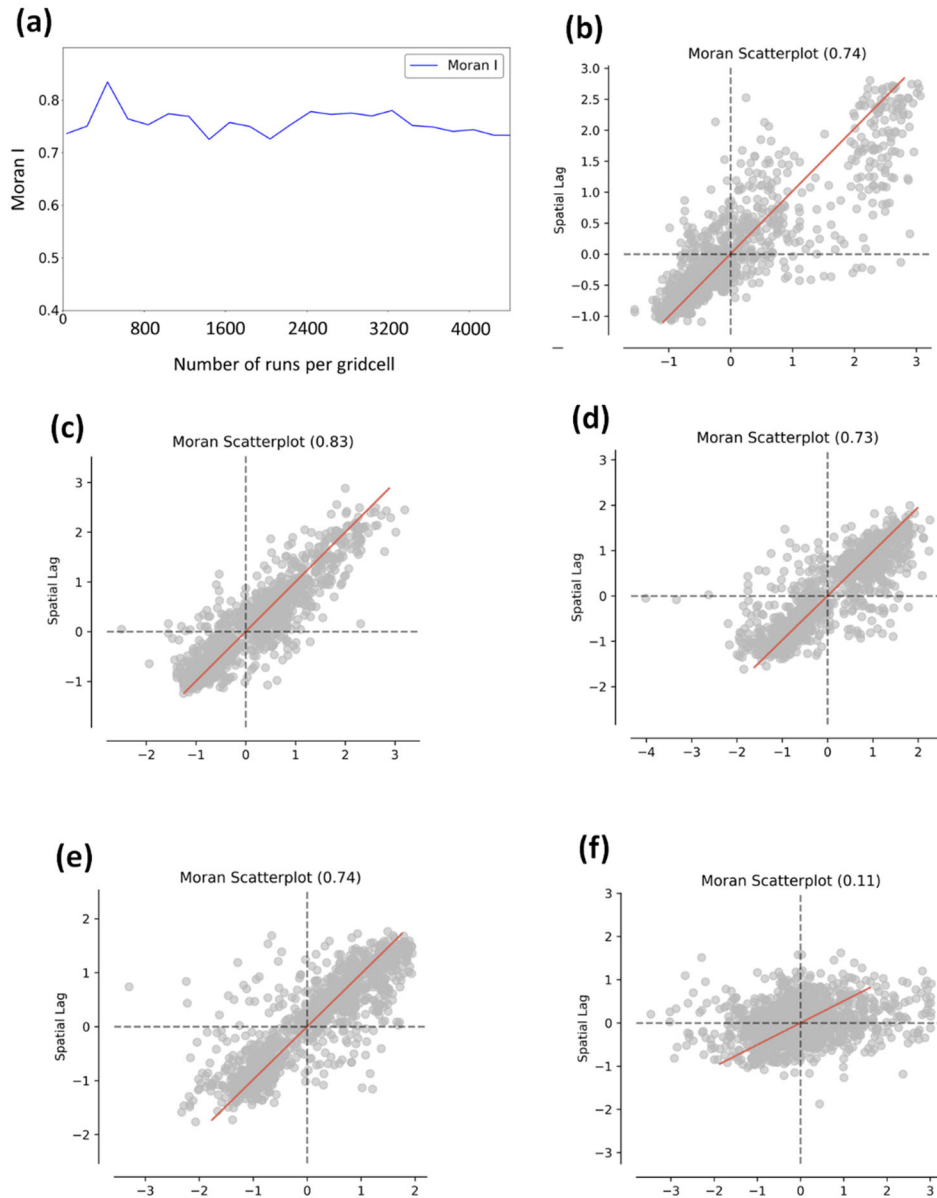 (a)
Moran I
0.8
0.7
0.6
0.5
0.4
Moran I
0 800 1600 2400 3200 4000
Number of runs per gridcell
(b)
Moran Scatterplot (0.74)
3.0
2.5
2.0
1.5
1.0
0.5
0.0
−0.5
−1.0
Spatial Lag
−1 0 1 2 3
(c)
Moran Scatterplot (0.83)
3
2
1
0
−1
Spatial Lag
−2 −1 0 1 2 3
(d)
Moran Scatterplot (0.73)
3
2
1
0
−1
−2
Spatial Lag
−4 −3 −2 −1 0 1 2
(e)
Moran Scatterplot (0.74)
2
1
0
−1
−2
Spatial Lag
−3 −2 −1 0 1 2
(f)
Moran Scatterplot (0.11)
3
2
1
0
−1
−2
−3
Spatial Lag
−3 −2 −1 0 1 2 3